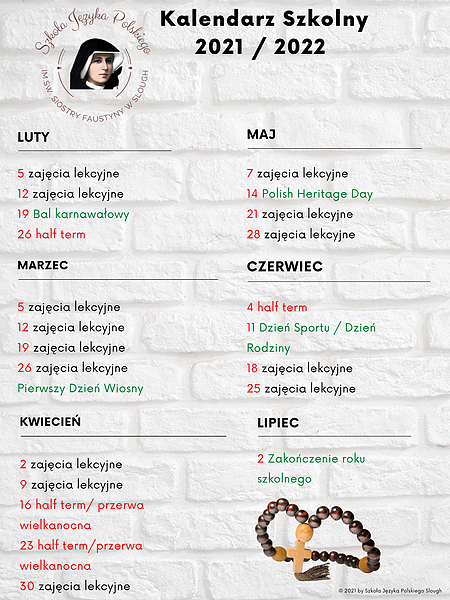 Kalendarz Szkolny
2021 / 2022
Szkoła Języka Polskiego
IM ŚW. SIOSTRY FAUSTYNY W SLOUGH
LUTY
5 zajęcia lekcyjne
12 zajęcia lekcyjne
19 Bal karnawałowy
26 half term
MARZEC
5 zajęcia lekcyjne
12 zajęcia lekcyjne
19 zajęcia lekcyjne
26 zajęcia lekcyjne
Pierwszy Dzień Wiosny
KWIECIEŃ
2 zajęcia lekcyjne
9 zajęcia lekcyjne
16 half term/ przerwa
wielkanocna
23 half term/przerwa
wielkanocna
30 zajęcia lekcyjne
MAJ
7 zajęcia lekcyjne
14 Polish Heritage Day
21 zajęcia lekcyjne
28 zajęcia lekcyjne
CZERWIEC
4 half term
11 Dzień Sportu / Dzień
Rodziny
18 zajęcia lekcyjne
25 zajęcia lekcyjne
LIPIEC
2 Zakończenie roku
szkolnego
© 2021 by Szkoła Języka Polskiego Slough